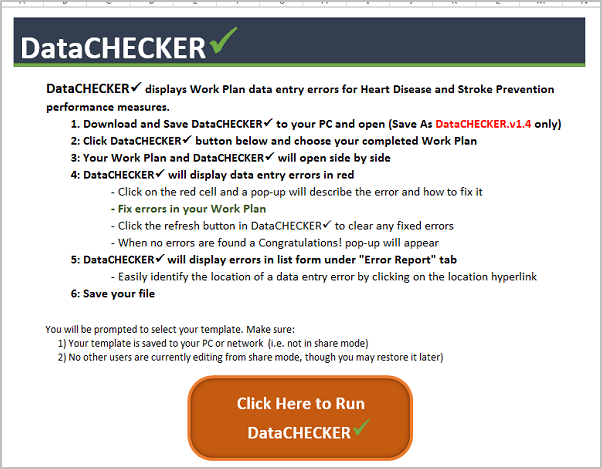 DataCHECKER✓
DataCHECKER✓ displays Work Plan data entry errors for Heart Disease and Stroke Prevention
performance measures.
1. Download and Save DataCHECKER✓ to your PC and open (Save As DataCHECKER.v1.4 only)
2: Click DataCHECKER✓ button below and choose your completed Work Plan
3: Your Work Plan and DataCHECKER✓ will open side by side
4: DataCHECKER✓ will display data entry errors in red
- Click on the red cell and a pop-up will describe the error and how to fix it
- Fix errors in your Work Plan
- Click the refresh button in DataCHECKER✓ to clear any fixed errors
- When no errors are found a Congratulations! pop-up will appear
5: DataCHECKER✓ will display errors in list form under "Error Report" tab
- Easily identify the location of a data entry error by clicking on the location hyperlink
6: Save your file
You will be prompted to select your template. Make sure:
1) Your template is saved to your PC or network (i.e. not in share mode)
2) No other users are currently editing from share mode, though you may restore it later)
Click Here to Run
DataCHECKER✓